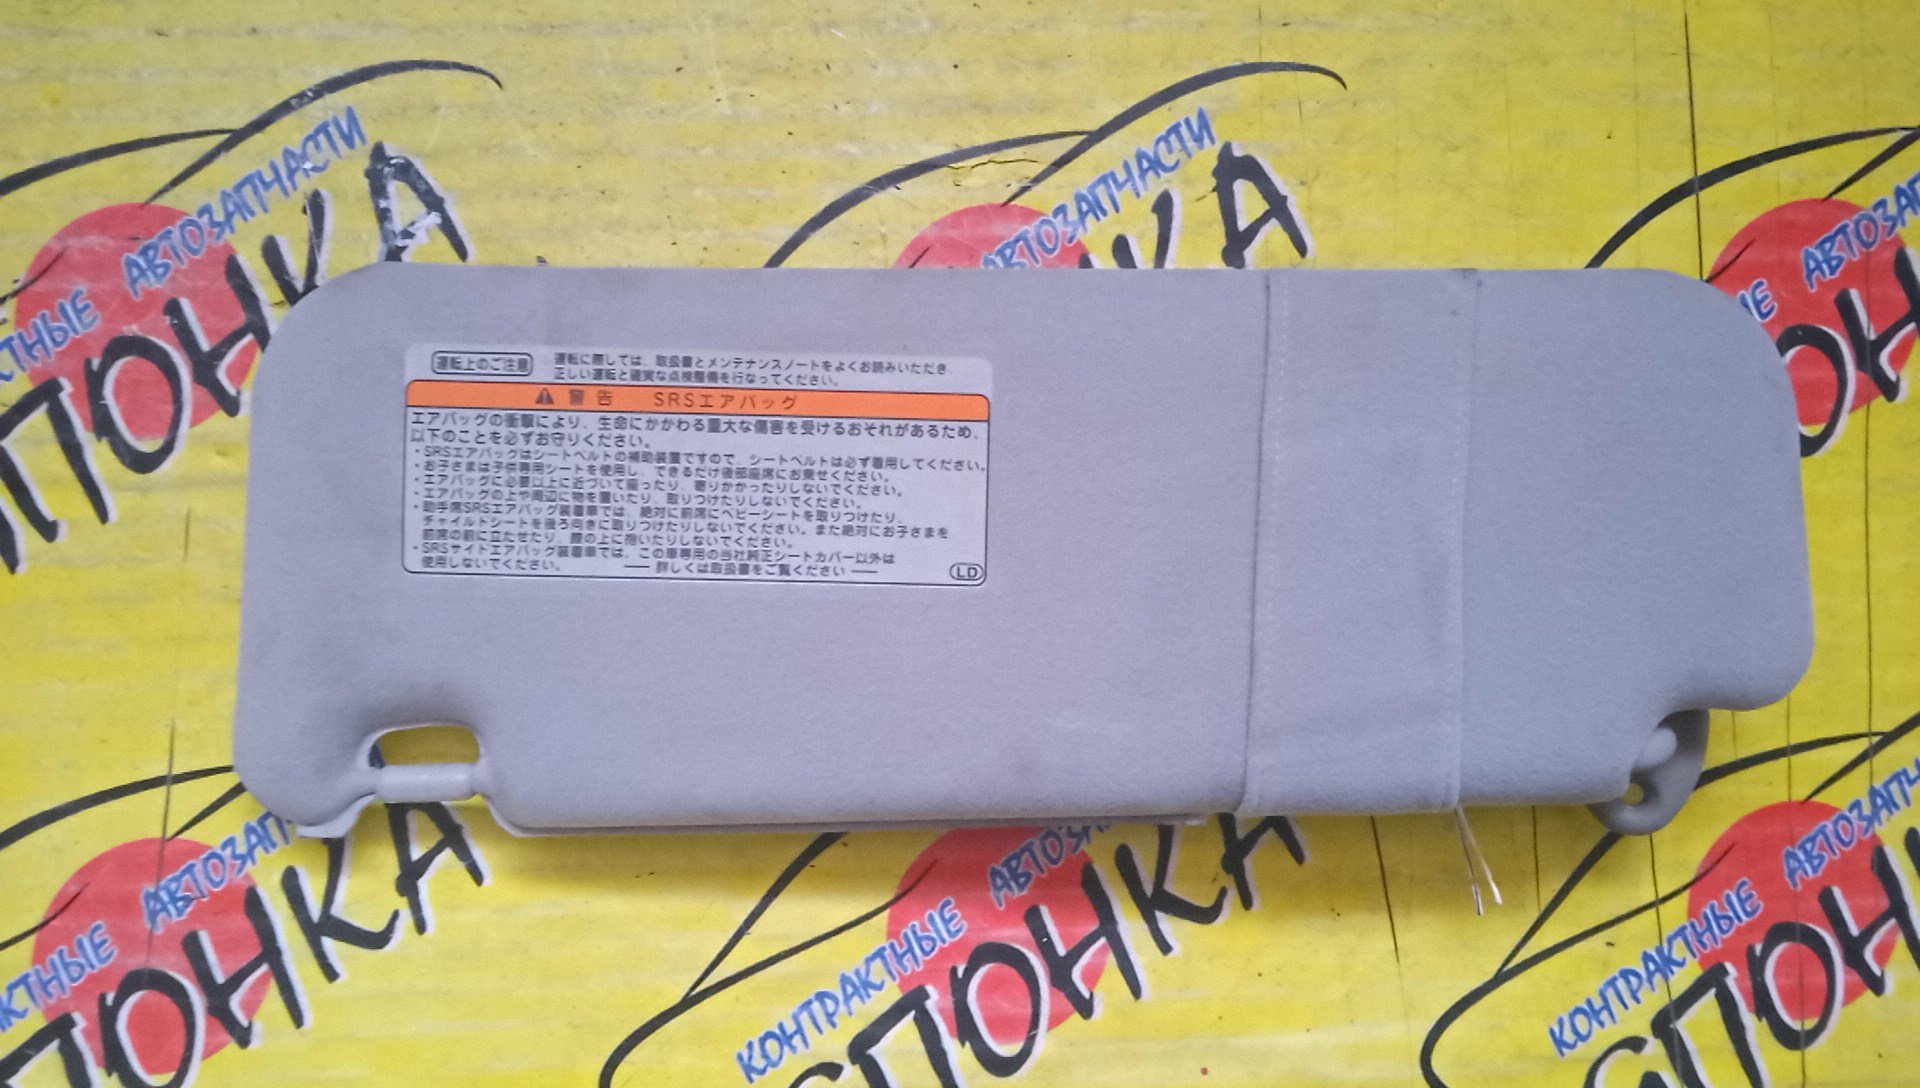 АВТОЗАПЧАСТИ
АВТОЗАПЧАСТИ
運転上のご注意
運転に際しては、取扱書とメンテナンスノートをよくお読みいただき、
正しい運転と確実な点検整備を行なってください。
警告 SRSエアバッグ
エアバッグの衝撃により、生命にかかわる重大な傷害を受けるおそれがあるため、
以下のことを必ずお守りください。
・SRSエアバッグはシートベルトの補助装置ですので、シートベルトは必ず着用してください。
・お子さまは子供専用シートを使用し、できるだけ後部座席にお乗せください。
・エアバッグに必要以上に近づいて座ったり、寄りかかったりしないでください。
・エアバッグの上や周辺に物を置いたり、取りつけたりしないでください。
・助手席SRSエアバッグ装着車では、絶対に前席にベビーシートを取りつけたり、
チャイルドシートを後ろ向きに取りつけたりしないでください。また絶対にお子さまを
前席の前に立たせたり、膝の上に抱いたりしないでください。
・SRSサイドエアバッグ装着車では、この車専用の当社純正シートカバー以外は
使用しないでください。
詳しくは取扱書をご覧ください
LD
КОНТРАКТНЫЕ
КОНТРАКТНЫЕ